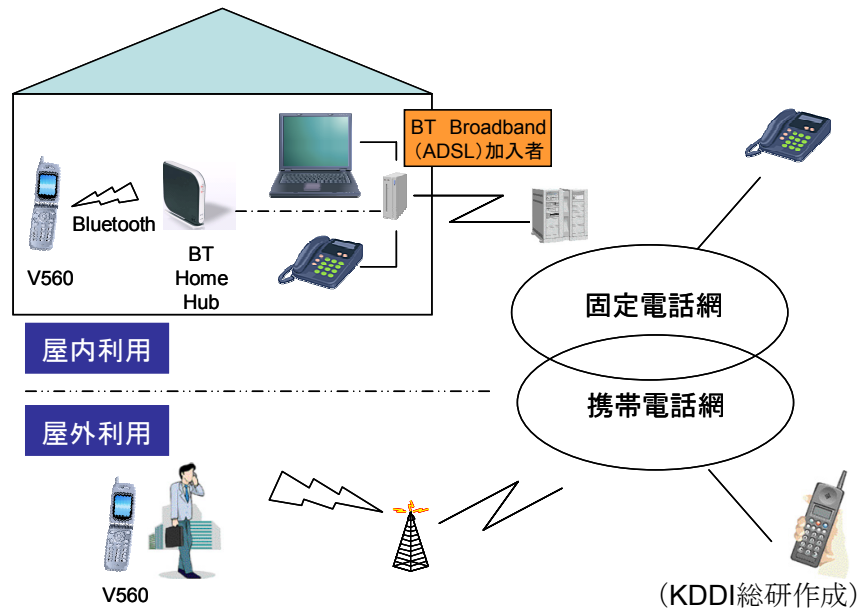 BT Broadband
（ADSL）加入者
Bluetooth
V560
BT
Home
Hub
固定電話網
屋内利用
携帯電話網
屋外利用
V560
（KDDI総研作成）